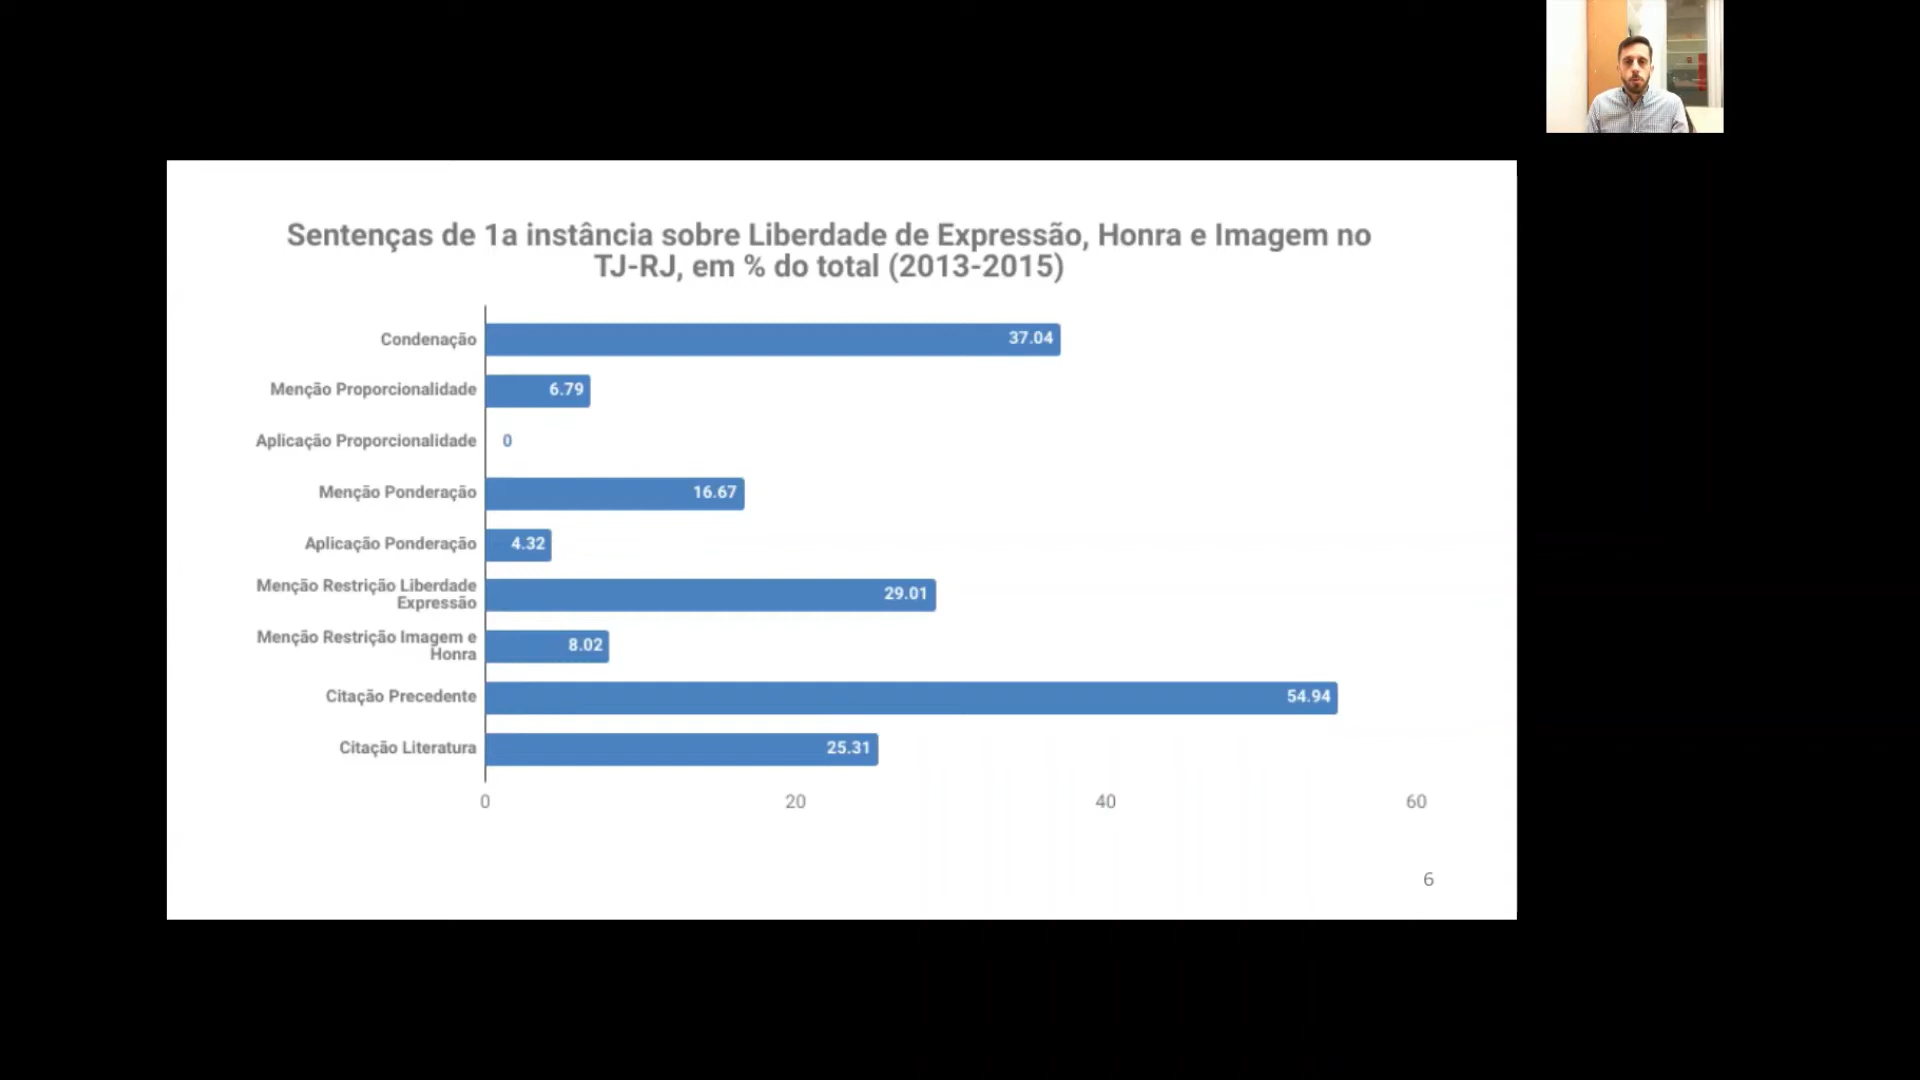 Sentenças de 1a instância sobre Liberdade de Expressão, Honra e Imagem no
TJ-RJ, em % do total (2013-2015)
Condenação 37.04
Menção Proporcionalidade 6.79
Aplicação Proporcionalidade 0
Menção Ponderação 16.67
Aplicação Ponderação 4.32
Menção Restrição Liberdade
Expressão 29.01
Menção Restrição Imagem e
Honra 8.02
Citação Precedente 54.94
Citação Literatura 25.31
0 20 40 60
6